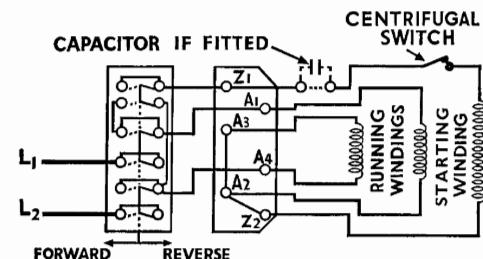 CENTRIFUGAL
SWITCH
CAPACITOR IF FITTED
Z1
A1
A3
L1
A4
A2
L2
Z2
RUNNING
WINDINGS
STARTING
WINDING
FORWARD
REVERSE